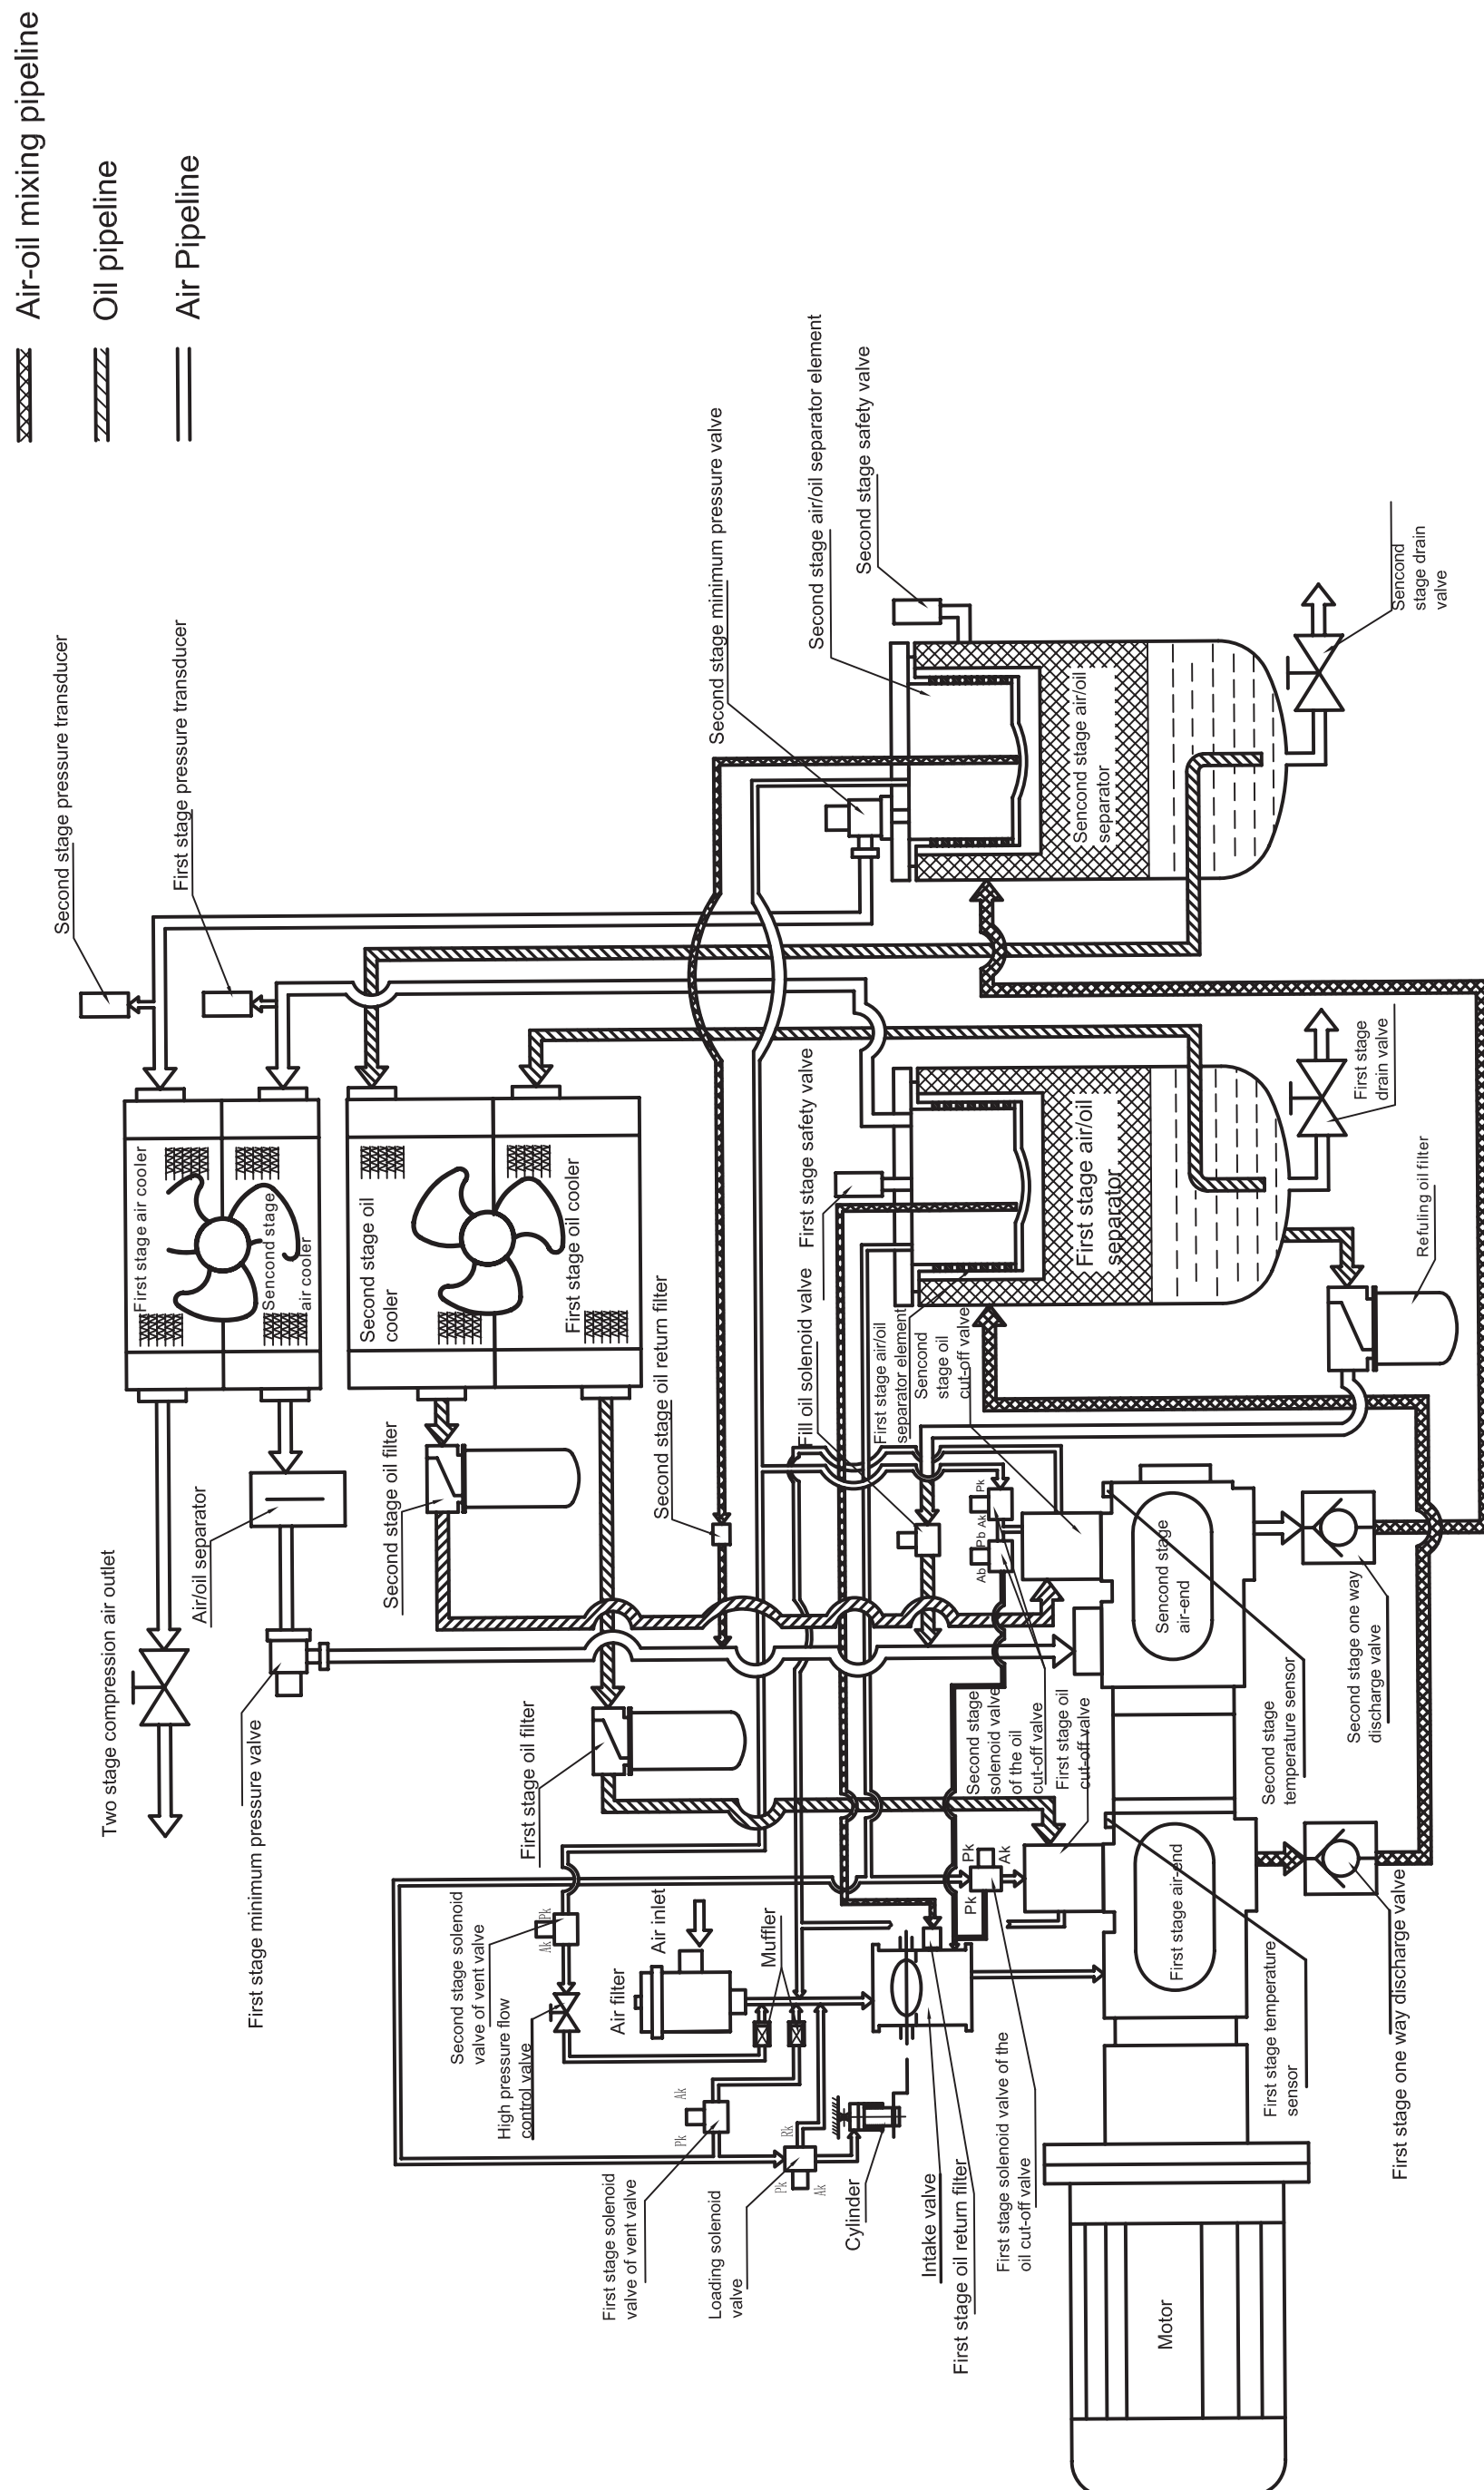 Air-oil mixing pipeline
Oil pipeline
Air Pipeline
Second stage pressure transducer
First stage pressure transducer
Second stage minimum pressure valve
Second stage air/oil separator element
Second stage safety valve
Sencond
stage drain
valve
Sencond stage air/oil
separator
First stage air cooler
Sencond stage
air cooler
Second stage oil
cooler
First stage oil cooler
First stage safety valve
First stage air/oil
separator
First stage
drain valve
Refuling oil filter
Two stage compression air outlet
Air/oil separator
Second stage oil filter
Second stage oil return filter
Fill oil solenoid valve
First stage air/oil
separator element
Sencond
stage oil
cut-off valve
Pk
Ak
Pb
Ab
Sencond stage
air-end
First stage minimum pressure valve
First stage oil filter
Second stage
solenoid valve
of the oil
cut-off valve
First stage oil
cut-off valve
Second stage
temperature sensor
Second stage one way
discharge valve
Second stage solenoid
valve of vent valve
Pk
Ak
High pressure flow
control valve
Air filter
Air inlet
Muffler
Pk
Ak
Pk
First stage air-end
First stage temperature
sensor
First stage one way discharge valve
First stage solenoid
valve of vent valve
Ak
Pk
Loading solenoid
valve
Rk
Pk
Ak
Cylinder
Intake valve
First stage oil return filter
First stage solenoid valve of the
oil cut-off valve
Motor